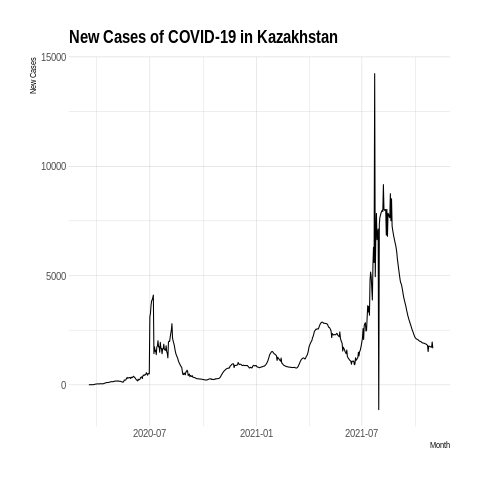 New Cases of COVID-19 in Kazakhstan
New Cases
15000
10000
5000
0
2020-07
2021-01
2021-07
Month